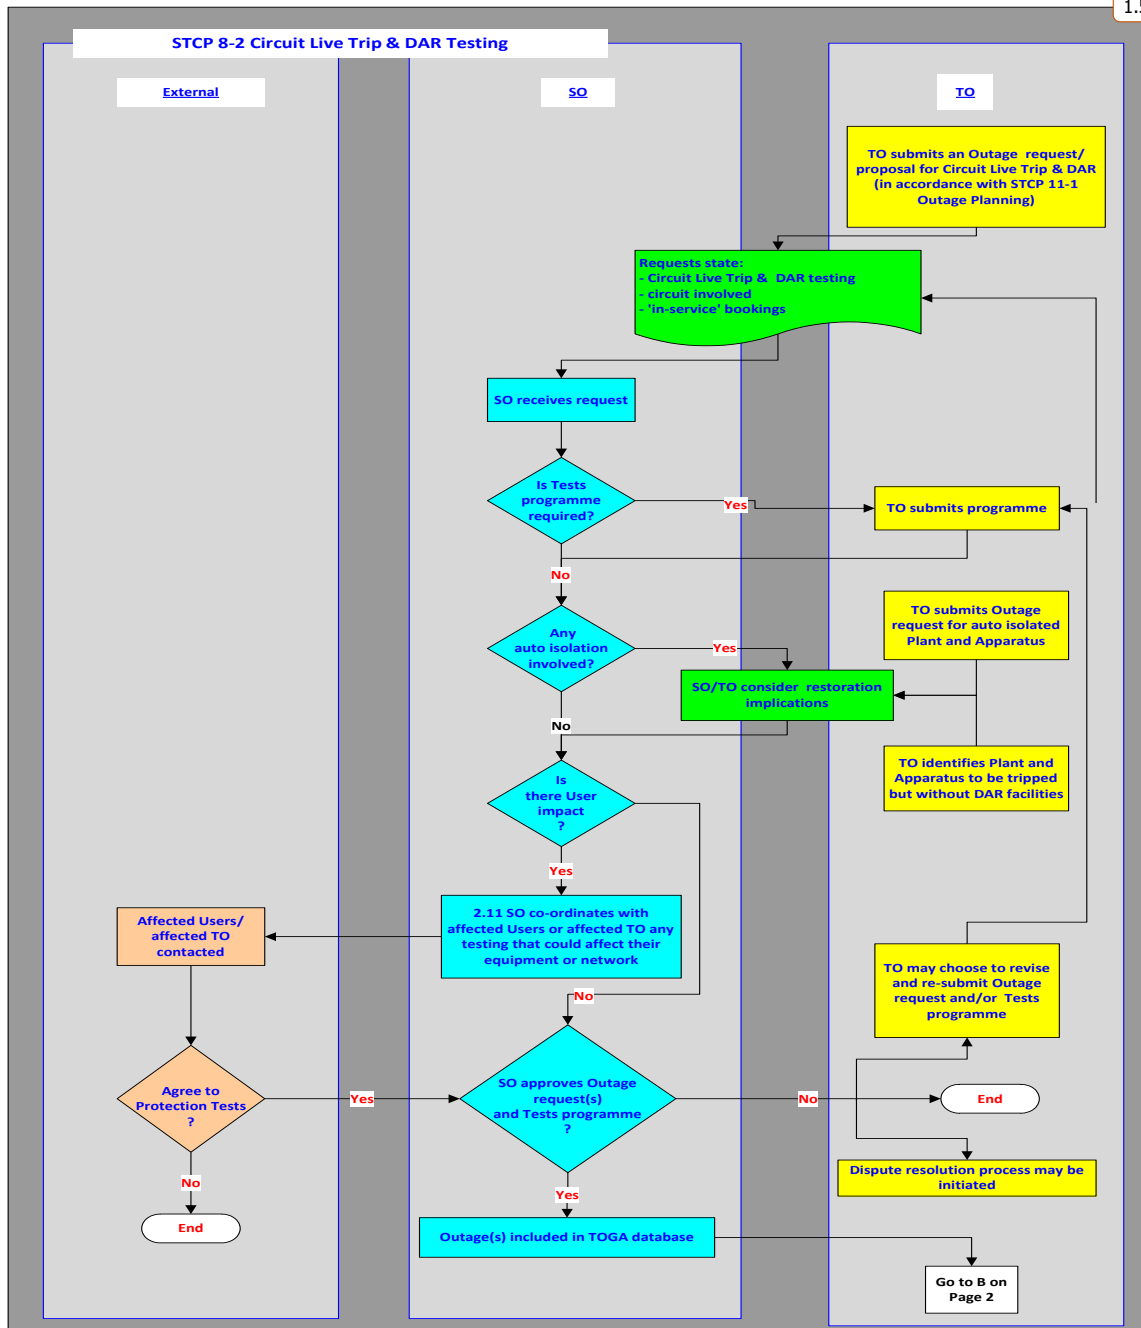 1.5
STCP 8-2 Circuit Live Trip & DAR Testing
External
SO
TO
TO submits an Outage request/
proposal for Circuit Live Trip & DAR
(in accordance with STCP 11-1
Outage Planning)
Requests state:
- Circuit Live Trip & DAR testing
- circuit involved
- 'in-service' bookings
SO receives request
Is Tests
programme
required?
Yes
TO submits programme
No
Any
auto isolation
involved?
Yes
TO submits Outage
request for auto isolated
Plant and Apparatus
SO/TO consider restoration
implications
No
TO identifies Plant and
Apparatus to be tripped
but without DAR facilities
Is
there User
impact
?
Yes
2.11 SO co-ordinates with
affected Users or affected TO any
testing that could affect their
equipment or network
Affected Users/
affected TO
contacted
TO may choose to revise
and re-submit Outage
request and/or Tests
programme
No
Agree to
Protection Tests
?
Yes
SO approves Outage
request(s)
and Tests programme
?
No
End
Dispute resolution process may be
initiated
No
Yes
End
Outage(s) included in TOGA database
Go to B on
Page 2